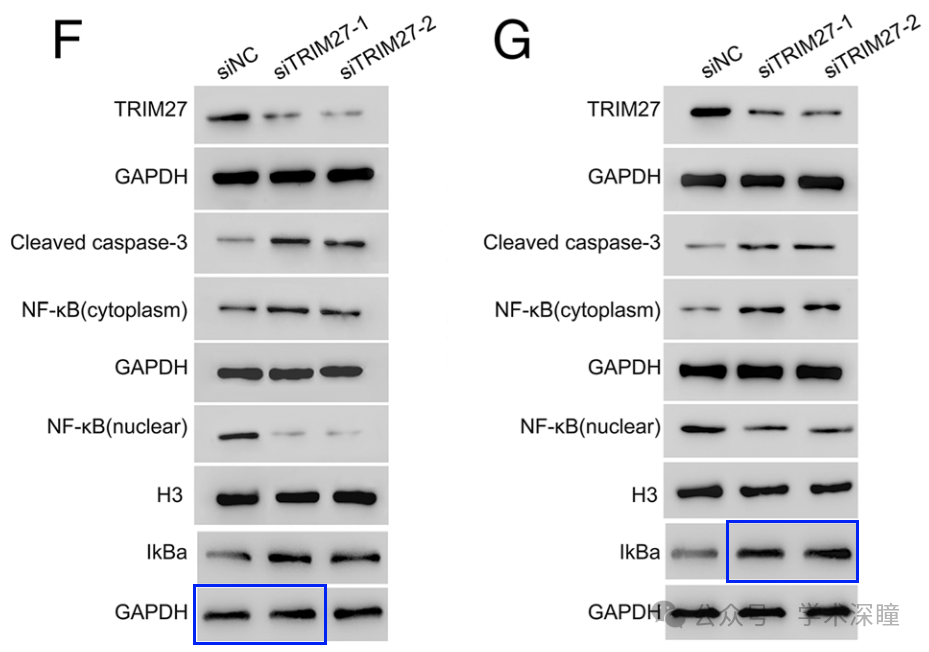 F
siNC siTRIM27-1 siTRIM27-2
TRIM27
GAPDH
Cleaved caspase-3
NF-κB(cytoplasm)
GAPDH
NF-κB(nuclear)
H3
IkBa
GAPDH
G
siNC siTRIM27-1 siTRIM27-2
TRIM27
GAPDH
Cleaved caspase-3
NF-κB(cytoplasm)
GAPDH
NF-κB(nuclear)
H3
IkBa
GAPDH
公众号 学术深瞳